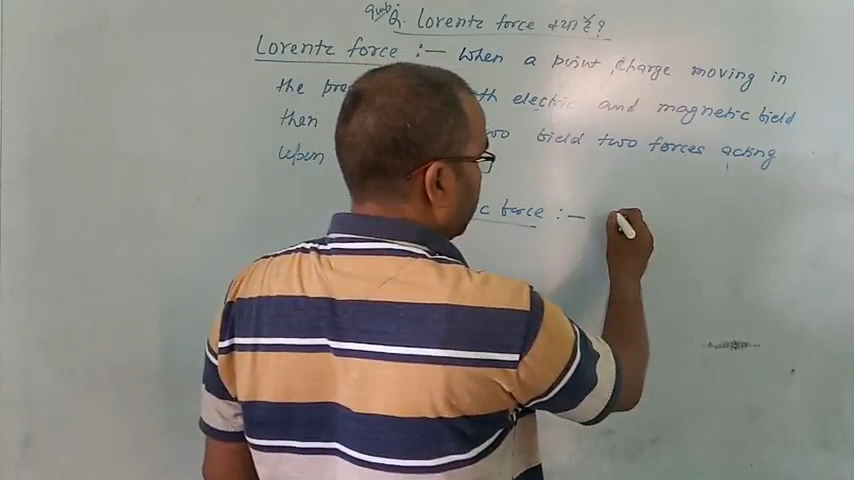 Ques Q. Lorentz force क्या है?
Lorentz force :— When a point charge moving in
the pre th electric and magnetic field
then wo field two forces acting
upon
c force :—